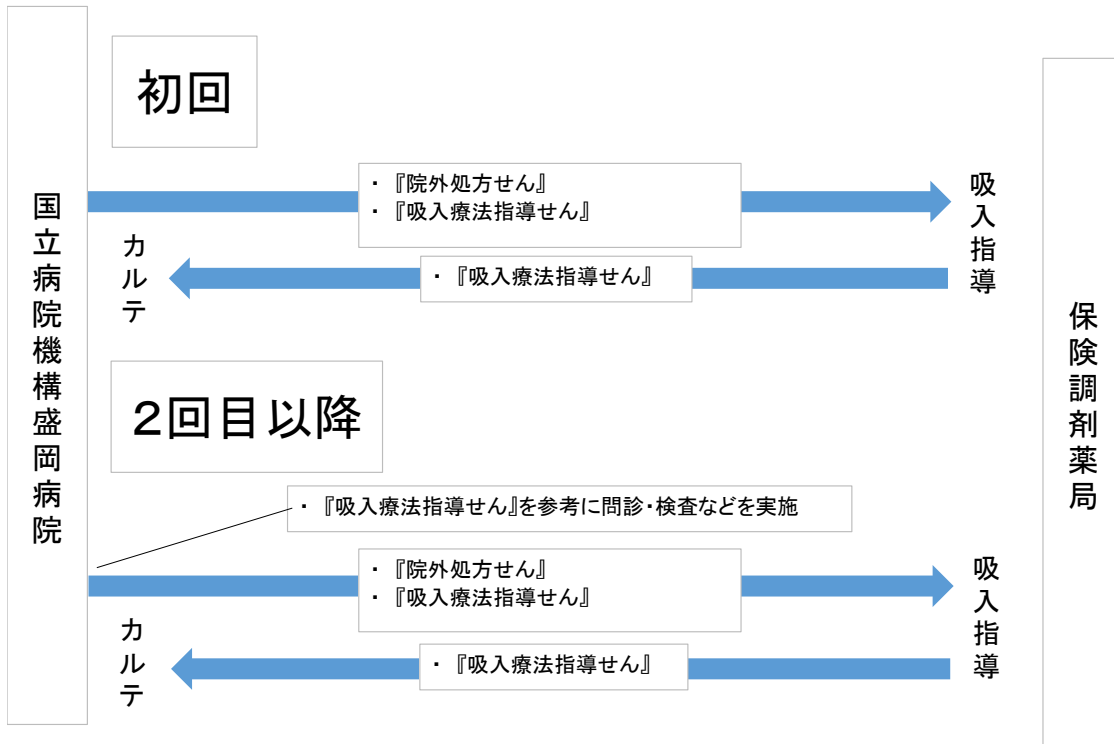 国立病院機構盛岡病院
初回
・ 『院外処方せん』
・ 『吸入療法指導せん』
吸入指導
カルテ
・ 『吸入療法指導せん』
保険調剤薬局
２回目以降
・ 『吸入療法指導せん』を参考に問診・検査などを実施
・ 『院外処方せん』
・ 『吸入療法指導せん』
吸入指導
カルテ
・ 『吸入療法指導せん』